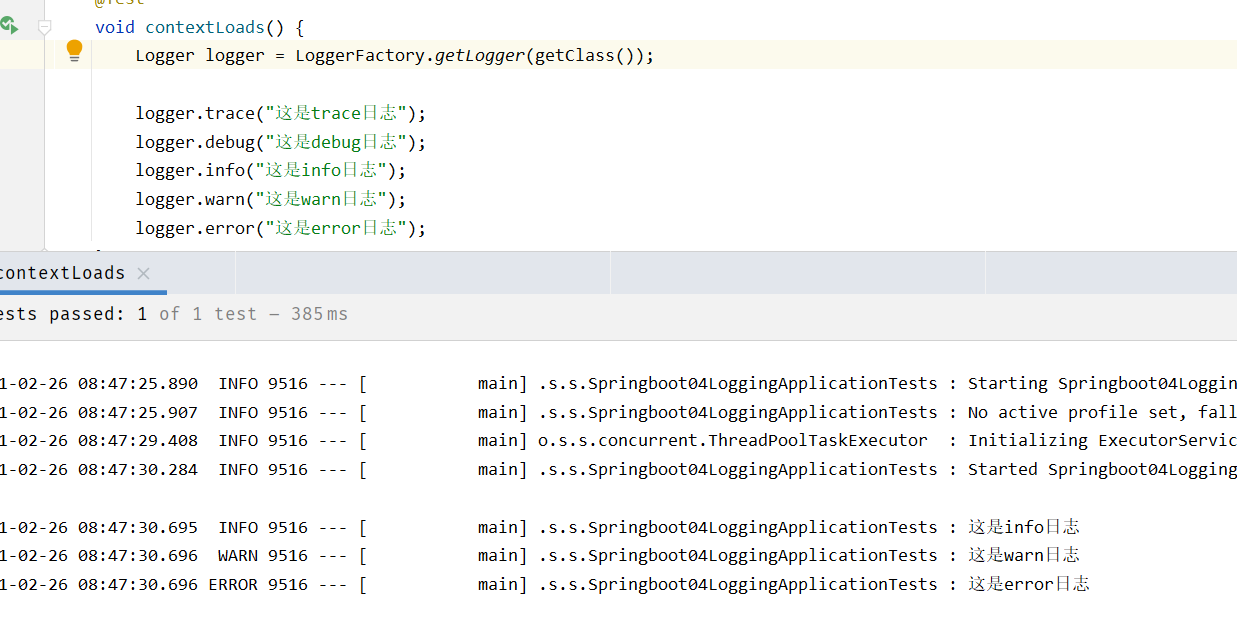 @Test
void contextLoads() {
Logger logger = LoggerFactory.getLogger(getClass());
logger.trace("这是trace日志");
logger.debug("这是debug日志");
logger.info("这是info日志");
logger.warn("这是warn日志");
logger.error("这是error日志");
contextLoads
ests passed: 1 of 1 test – 385 ms
1-02-26 08:47:25.890  INFO 9516 --- [           main] .s.s.Springboot04LoggingApplicationTests : Starting Springboot04Loggin
1-02-26 08:47:25.907  INFO 9516 --- [           main] .s.s.Springboot04LoggingApplicationTests : No active profile set, fall
1-02-26 08:47:29.408  INFO 9516 --- [           main] o.s.s.concurrent.ThreadPoolTaskExecutor  : Initializing ExecutorServic
1-02-26 08:47:30.284  INFO 9516 --- [           main] .s.s.Springboot04LoggingApplicationTests : Started Springboot04Logging
1-02-26 08:47:30.695  INFO 9516 --- [           main] .s.s.Springboot04LoggingApplicationTests : 这是info日志
1-02-26 08:47:30.696  WARN 9516 --- [           main] .s.s.Springboot04LoggingApplicationTests : 这是warn日志
1-02-26 08:47:30.696 ERROR 9516 --- [           main] .s.s.Springboot04LoggingApplicationTests : 这是error日志